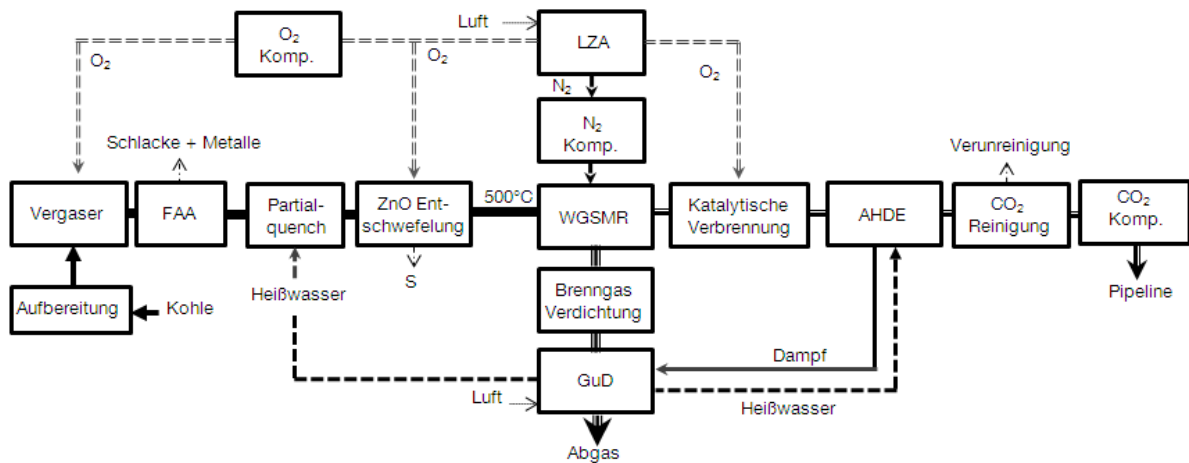 Luft
O₂
Komp.
LZA
O₂
O₂
O₂
N₂
N₂
Komp.
Schlacke + Metalle
Verunreinigung
Vergaser
FAA
Partial-
quench
ZnO Ent-
schwefelung
500°C
WGSMR
Katalytische
Verbrennung
AHDE
CO₂
Reinigung
CO₂
Komp.
S
Aufbereitung
Kohle
Heißwasser
Brenngas
Verdichtung
Pipeline
Dampf
GuD
Luft
Heißwasser
Abgas